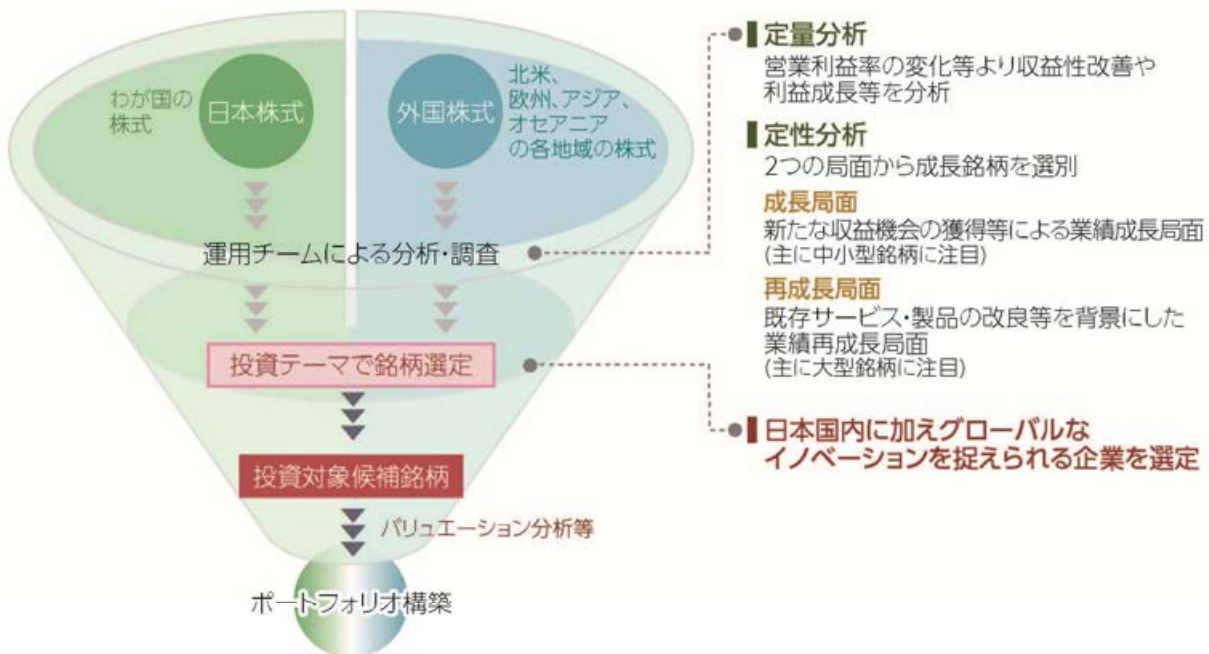 わが国の
株式
日本株式
外国株式
北米、
欧州、アジア、
オセアニア
の各地域の株式
運用チームによる分析・調査
投資テーマで銘柄選定
投資対象候補銘柄
バリュエーション分析等
ポートフォリオ構築
定量分析
営業利益率の変化等より収益性改善や
利益成長等を分析
定性分析
2つの局面から成長銘柄を選別
成長局面
新たな収益機会の獲得等による業績成長局面
(主に中小型銘柄に注目)
再成長局面
既存サービス・製品の改良等を背景にした
業績再成長局面
(主に大型銘柄に注目)
日本国内に加えグローバルな
イノベーションを捉えられる企業を選定